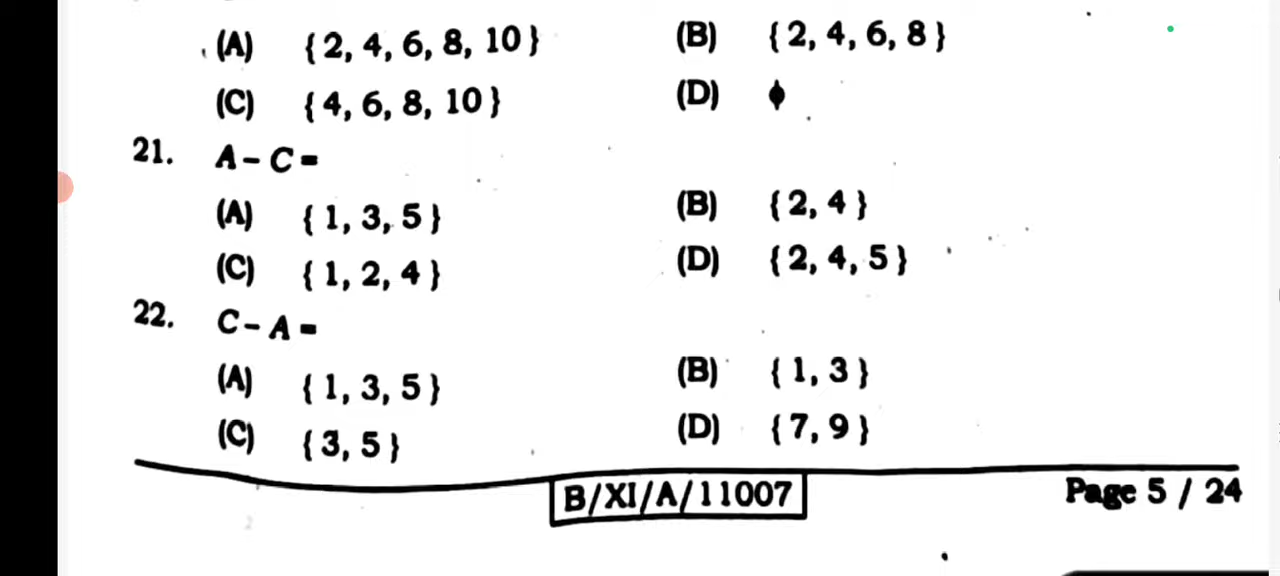 (A) { 2, 4, 6, 8, 10 } (B) { 2, 4, 6, 8 }
(C) { 4, 6, 8, 10 } (D) ϕ
21. A – C =
(A) { 1, 3, 5 } (B) { 2, 4 }
(C) { 1, 2, 4 } (D) { 2, 4, 5 }
22. C – A =
(A) { 1, 3, 5 } (B) { 1, 3 }
(C) { 3, 5 } (D) { 7, 9 }
B/XI/A/11007 Page 5 / 24